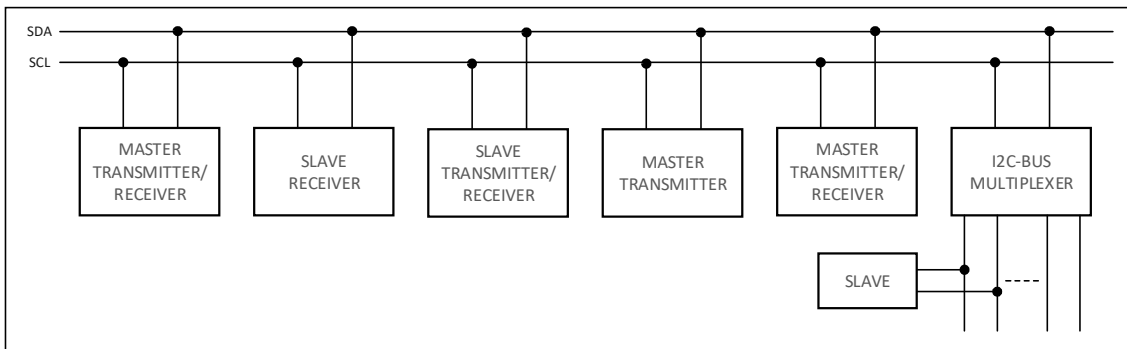 SDA
SCL
MASTER
TRANSMITTER/
RECEIVER
SLAVE
RECEIVER
SLAVE
TRANSMITTER/
RECEIVER
MASTER
TRANSMITTER
MASTER
TRANSMITTER/
RECEIVER
I2C-BUS
MULTIPLEXER
SLAVE